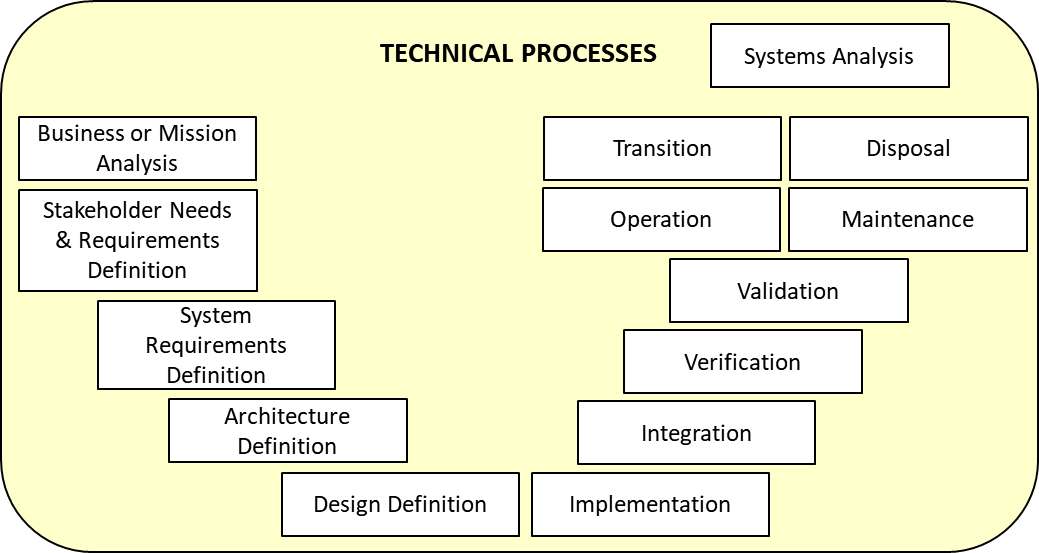 TECHNICAL PROCESSES
Systems Analysis
Business or Mission
Analysis
Transition
Disposal
Stakeholder Needs
& Requirements
Definition
Operation
Maintenance
Validation
System
Requirements
Definition
Verification
Architecture
Definition
Integration
Design Definition
Implementation